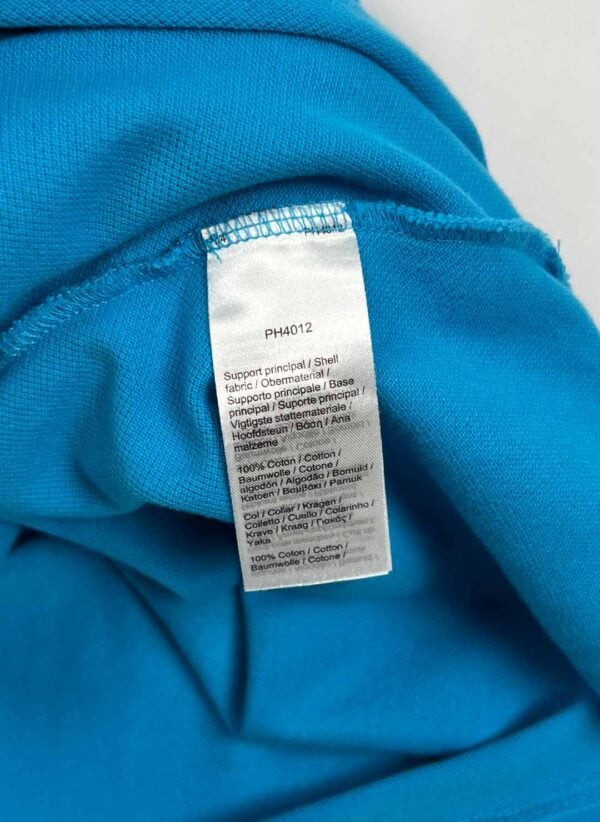 PH4012
PH4012
Support principal / Shell
fabric / Obermaterial /
Supporto principale / Base
principal / Suporte principal /
Vigtigste støttemateriale /
Hoofdsteun / Βάση / Ana
malzeme
100% Coton / Cotton /
Baumwolle / Cotone /
algodón / Algodão / Bomuld /
Katoen / Βαμβάκι / Pamuk
Col / Collar / Kragen /
Colletto / Cuello / Colarinho /
Krave / Kraag / Γιακάς /
Yaka
100% Coton / Cotton /
Baumwolle / Cotone /